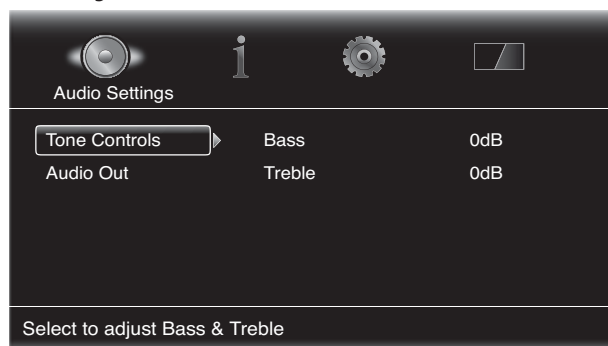 Audio Settings
Tone Controls Bass 0dB
Audio Out Treble 0dB
Select to adjust Bass & Treble